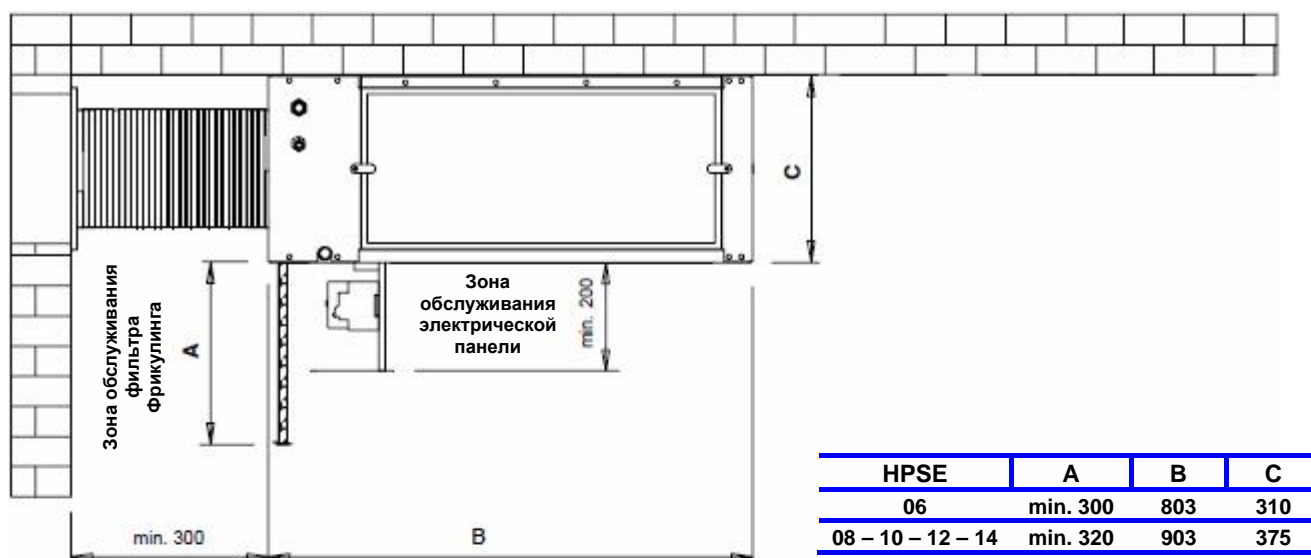 C
Зона обслуживания
фильтра
Фрикулинга
A
Зона
обслуживания
электрической
панели
min. 200
min. 300
B
HPSE A B C
06 min. 300 803 310
08 – 10 – 12 – 14 min. 320 903 375